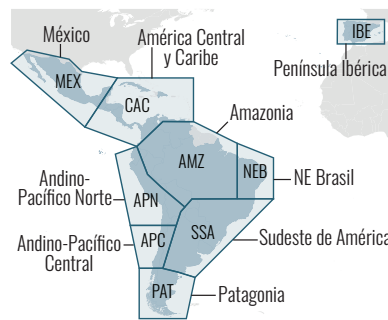 México
América Central
y Caribe
IBE
Península Ibérica
MEX
CAC
Amazonia
AMZ
NEB
NE Brasil
Andino-
Pacífico Norte
APN
Andino-Pacífico
Central
APC
SSA
Sudeste de América
PAT
Patagonia